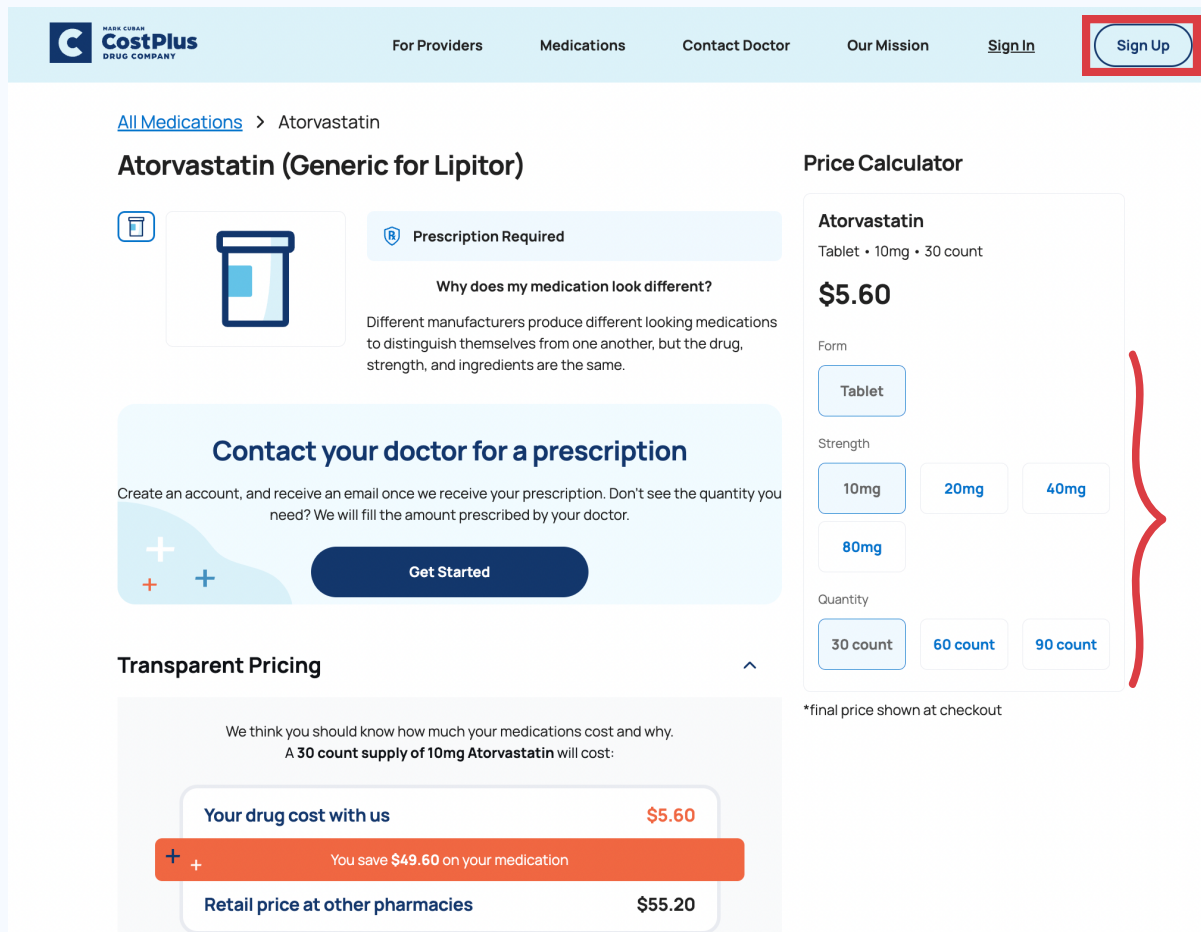 MARK CUBAN
CostPlus
DRUG COMPANY
For Providers
Medications
Contact Doctor
Our Mission
Sign In
Sign Up
All Medications > Atorvastatin
Atorvastatin (Generic for Lipitor)
Prescription Required
Why does my medication look different?
Different manufacturers produce different looking medications
to distinguish themselves from one another, but the drug,
strength, and ingredients are the same.
Contact your doctor for a prescription
Create an account, and receive an email once we receive your prescription. Don't see the quantity you
need? We will fill the amount prescribed by your doctor.
Get Started
Transparent Pricing
We think you should know how much your medications cost and why.
A 30 count supply of 10mg Atorvastatin will cost:
Your drug cost with us $5.60
You save $49.60 on your medication
Retail price at other pharmacies $55.20
Price Calculator
Atorvastatin
Tablet • 10mg • 30 count
$5.60
Form
Tablet
Strength
10mg 20mg 40mg
80mg
Quantity
30 count 60 count 90 count
*final price shown at checkout